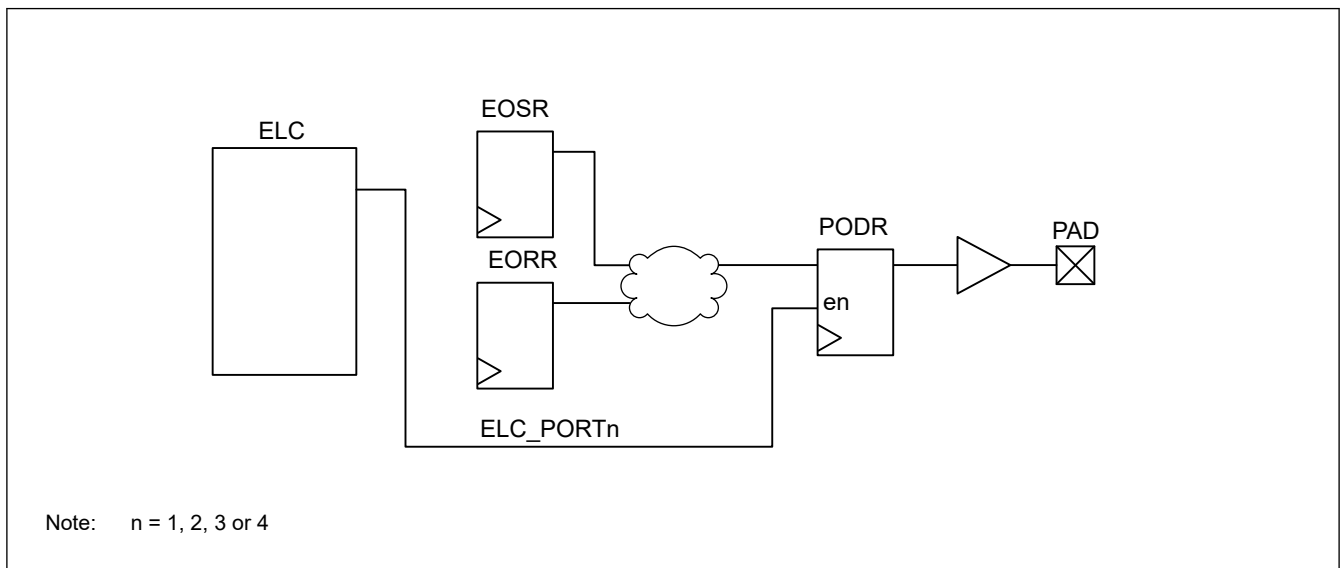 EOSR
ELC
PODR
PAD
EORR
en
ELC_PORTn
Note: n = 1, 2, 3 or 4